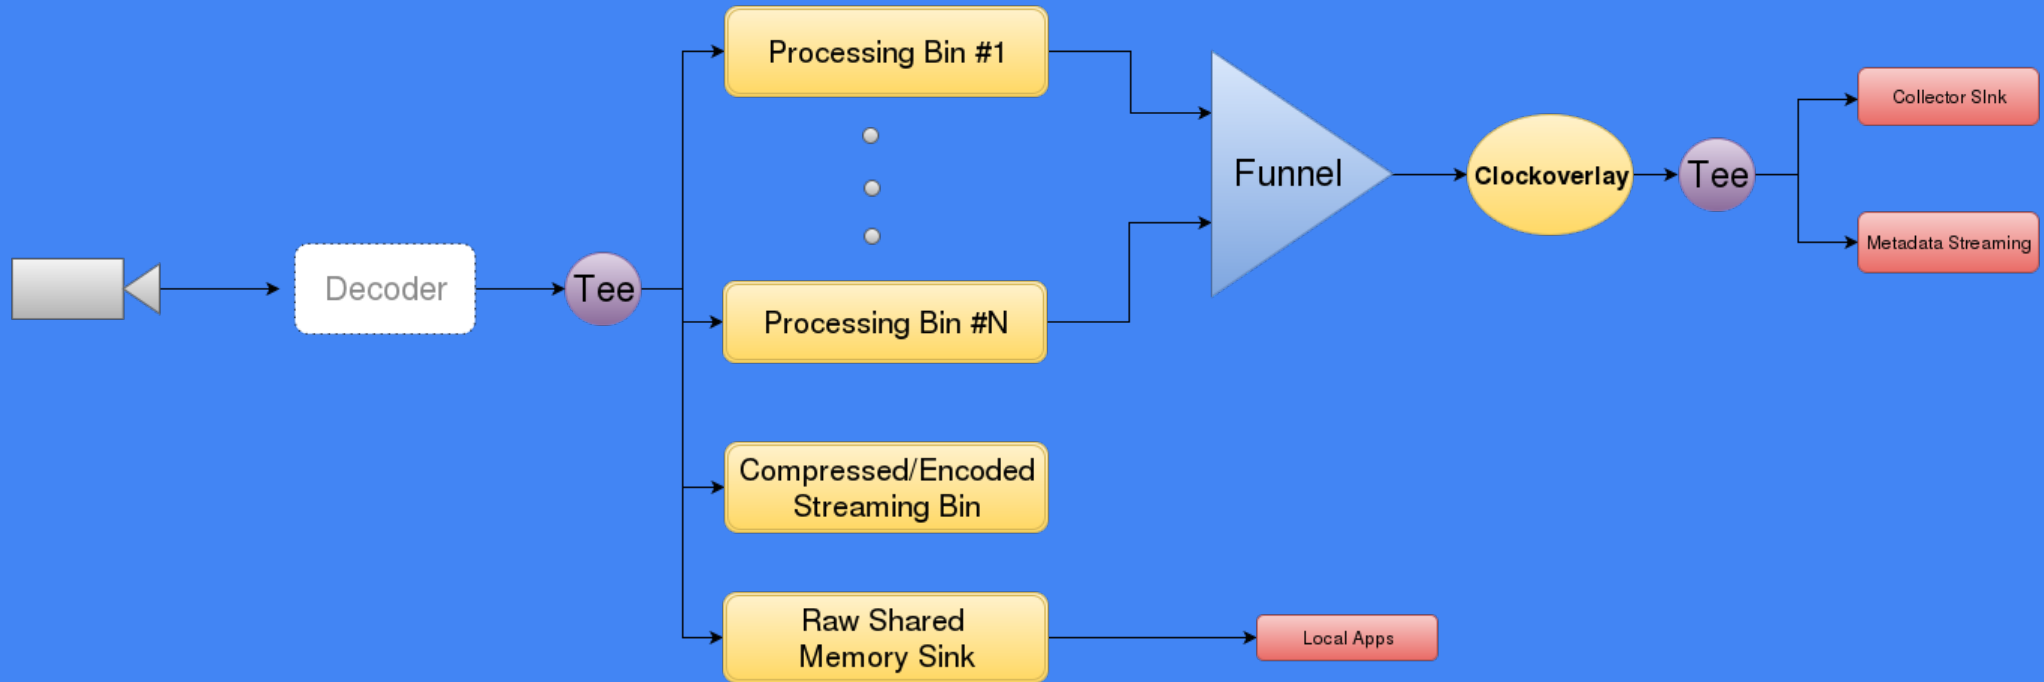 Processing Bin #1
Collector SInk
Funnel
Clockoverlay
Tee
Metadata Streaming
Decoder
Tee
Processing Bin #N
Compressed/Encoded
Streaming Bin
Raw Shared
Memory Sink
Local Apps